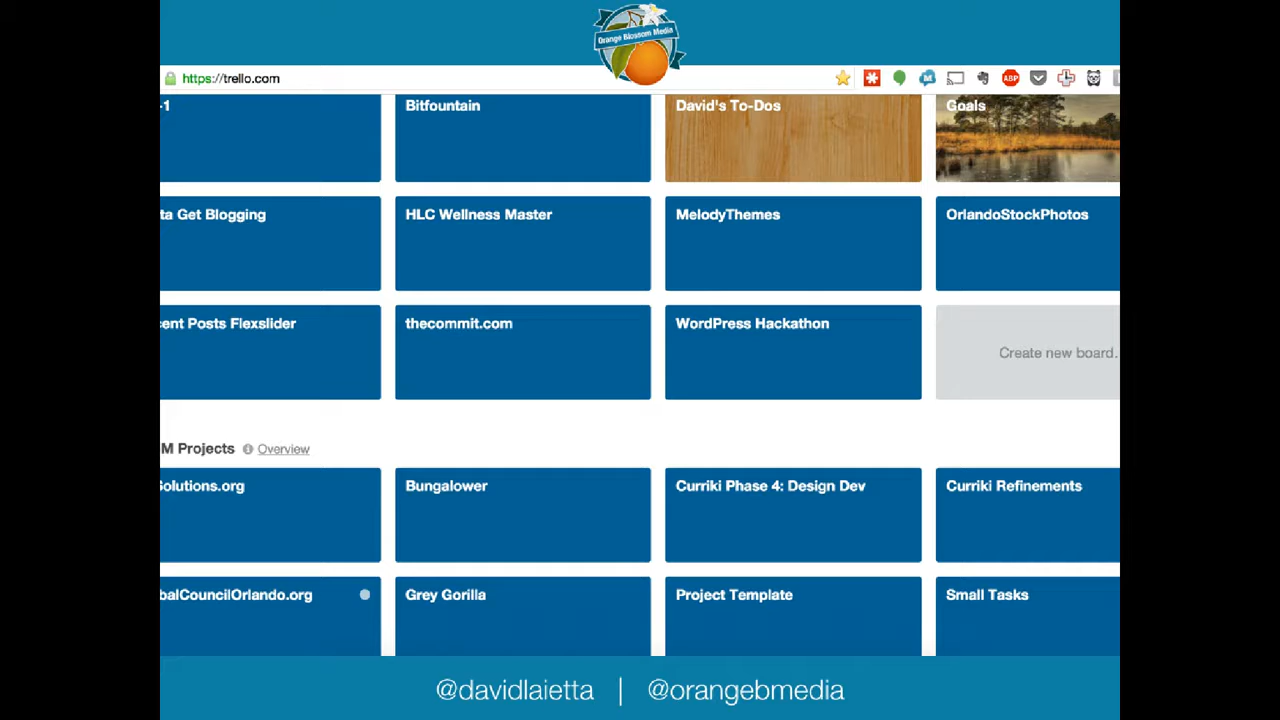 Orange Blossom Media
https://trello.com
ABP
-1
Bitfountain
David's To-Dos
Goals
ta Get Blogging
HLC Wellness Master
MelodyThemes
OrlandoStockPhotos
cent Posts Flexslider
thecommit.com
WordPress Hackathon
Create new board.
M Projects
Overview
Solutions.org
Bungalower
Curriki Phase 4: Design Dev
Curriki Refinements
balCouncilOrlando.org
Grey Gorilla
Project Template
Small Tasks
@davidlaietta | @orangebmedia